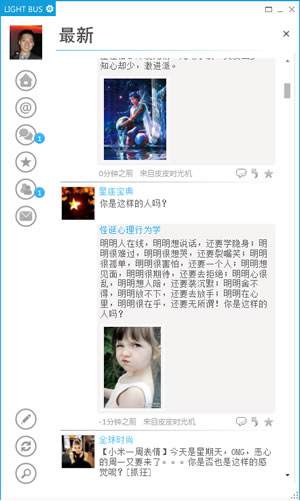 LIGHT BUS
最新
知心却少，遨逍遥。
0分钟之前 来自皮皮时光机
星座宝典
你是这样的人吗？
怪诞心理行为学
明明人在线，明明想说话，还要学隐身；明
明很难过，明明很想哭，还要裂嘴笑；明明
很孤单，明明很害怕，还要一个人；明明想
见面，明明很期待，还要去拒绝；明明心很
乱，明明想人陪，还要装沉默；明明舍不
得，明明放不下，还要去放手；明明在心
里，明明很在乎，还要无所谓！你是这样的
人吗？
1
1
-1分钟之前 来自皮皮时光机
全球时尚
【小米一周表情】今天是星期天，OMG，恶心
的周一又要来了。。。你是否也是这样的感
觉呢？[抓狂]